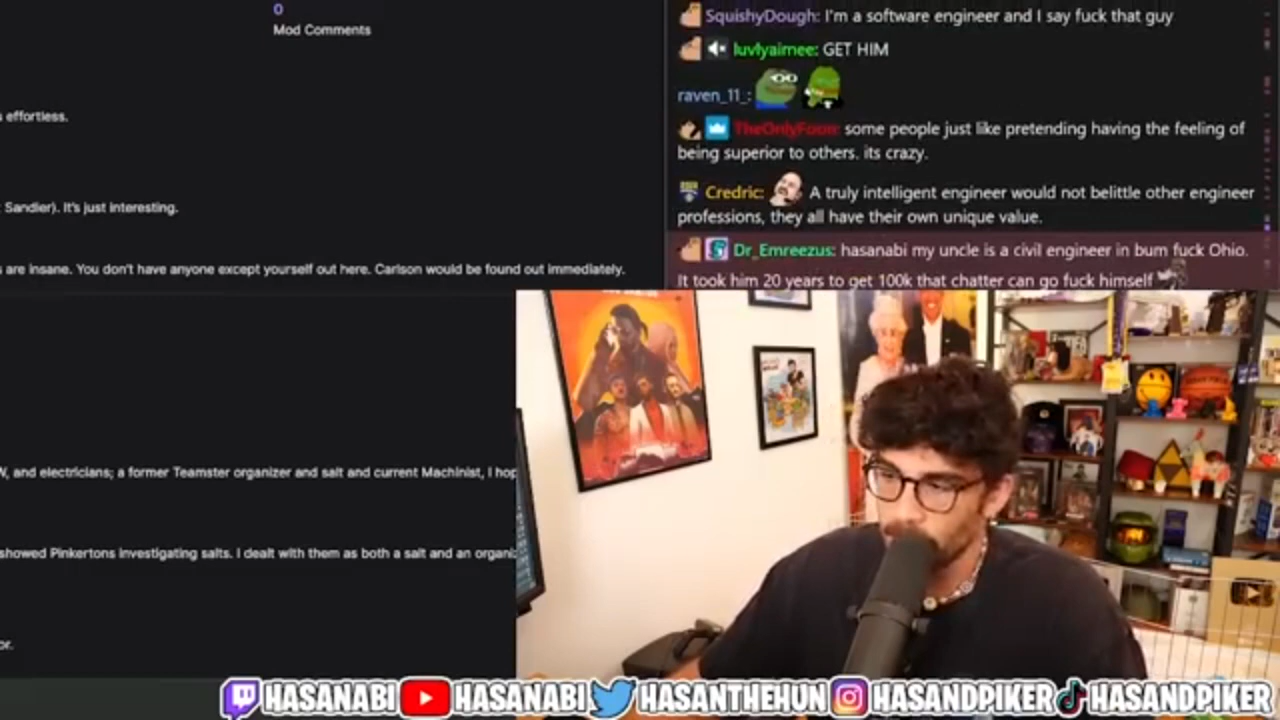 0
Mod Comments
s effortless.
Sandler). It's just interesting.
s are insane. You don't have anyone except yourself out here. Carlson would be found out immediately.
W, and electricians; a former Teamster organizer and salt and current Machinist, I hop
showed Pinkertons investigating salts. I dealt with them as both a salt and an organiz
or.
SquishyDough: I'm a software engineer and I say fuck that guy
luvlyaimee: GET HIM
raven_11_:
TheOnlyFoon: some people just like pretending having the feeling of
being superior to others. its crazy.
Credric: A truly intelligent engineer would not belittle other engineer
professions, they all have their own unique value.
Dr_Emreezus: hasanabi my uncle is a civil engineer in bum fuck Ohio.
It took him 20 years to get 100k that chatter can go fuck himself
HASANABI HASANABI HASANTHEHUN HASANDPIKER HASANDPIKER